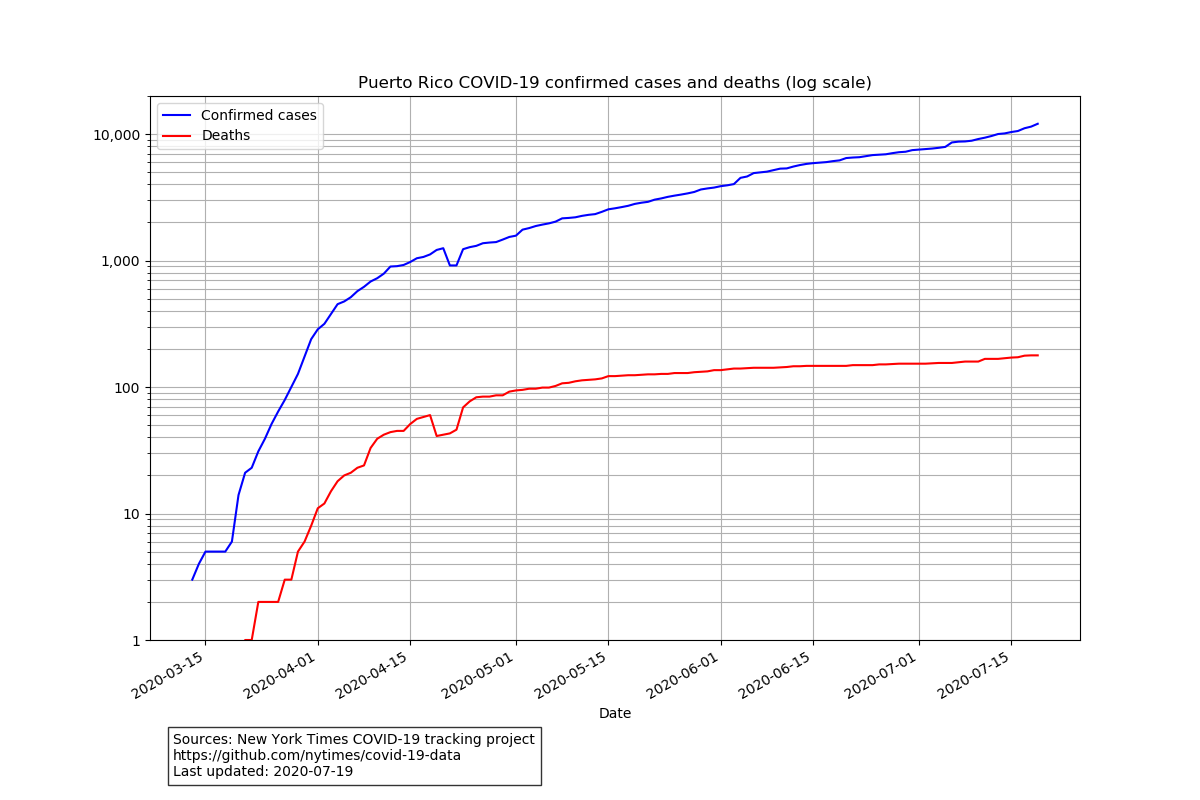 Puerto Rico COVID-19 confirmed cases and deaths (log scale)
Confirmed cases
Deaths
10,000
1,000
100
10
1
2020-03-15
2020-04-01
2020-04-15
2020-05-01
2020-05-15
2020-06-01
2020-06-15
2020-07-01
2020-07-15
Date
Sources: New York Times COVID-19 tracking project
https://github.com/nytimes/covid-19-data
Last updated: 2020-07-19